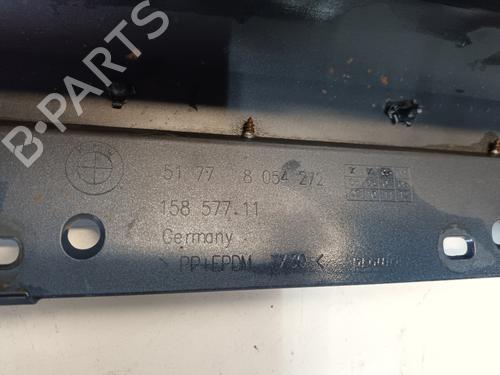 B-PARTS
51 77 8 054 272
158 577.11
Germany
>PP+EPDM